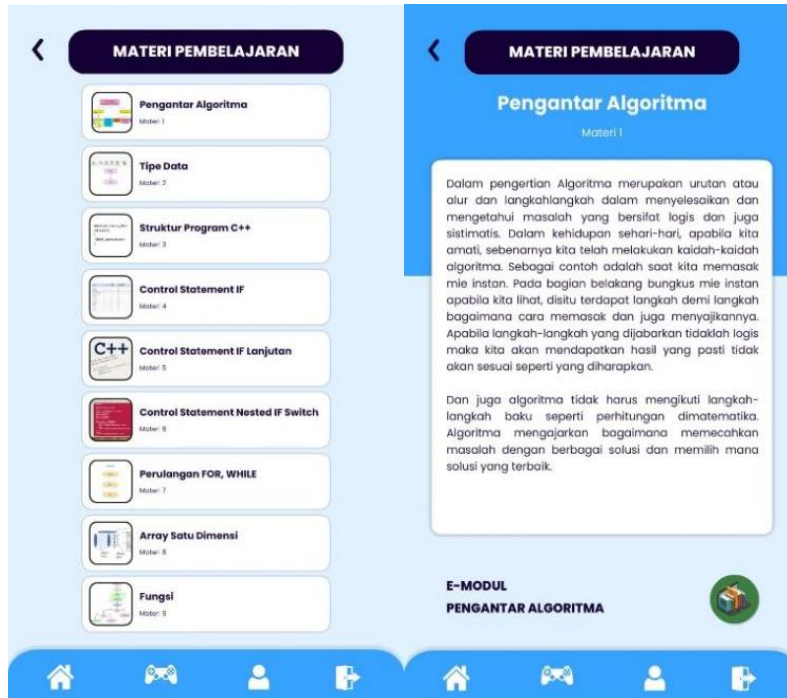 MATERI PEMBELAJARAN
Pengantar Algoritma
Materi 1
Tipe Data
Materi 2
Struktur Program C++
Materi 3
Control Statement IF
Materi 4
C++
Control Statement IF Lanjutan
Materi 5
Control Statement Nested IF Switch
Materi 6
Perulangan FOR, WHILE
Materi 7
Array Satu Dimensi
Materi 8
Fungsi
Materi 9
MATERI PEMBELAJARAN
Pengantar Algoritma
Materi 1
Dalam pengertian Algoritma merupakan urutan atau
alur dan langkahlangkah dalam menyelesaikan dan
mengetahui masalah yang bersifat logis dan juga
sistimatis. Dalam kehidupan sehari-hari, apabila kita
amati, sebenarnya kita telah melakukan kaidah-kaidah
algoritma. Sebagai contoh adalah saat kita memasak
mie instan. Pada bagian belakang bungkus mie instan
apabila kita lihat, disitu terdapat langkah demi langkah
bagaimana cara memasak dan juga menyajikannya.
Apabila langkah-langkah yang dijabarkan tidaklah logis
maka kita akan mendapatkan hasil yang pasti tidak
akan sesuai seperti yang diharapkan.
Dan juga algoritma tidak harus mengikuti langkah-
langkah baku seperti perhitungan dimatematika.
Algoritma mengajarkan bagaimana memecahkan
masalah dengan berbagai solusi dan memilih mana
solusi yang terbaik.
E-MODUL
PENGANTAR ALGORITMA